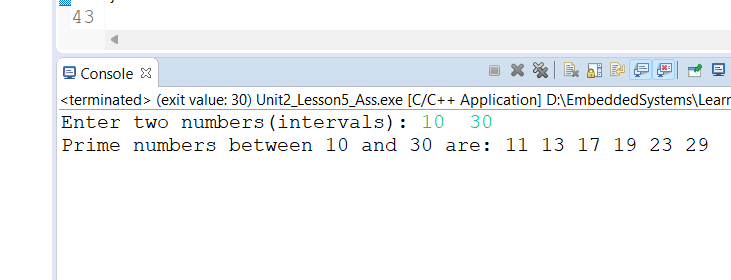 43
Console
<terminated> (exit value: 30) Unit2_Lesson5_Ass.exe [C/C++ Application] D:\EmbeddedSystems\Learn
Enter two numbers(intervals): 10  30
Prime numbers between 10 and 30 are: 11 13 17 19 23 29